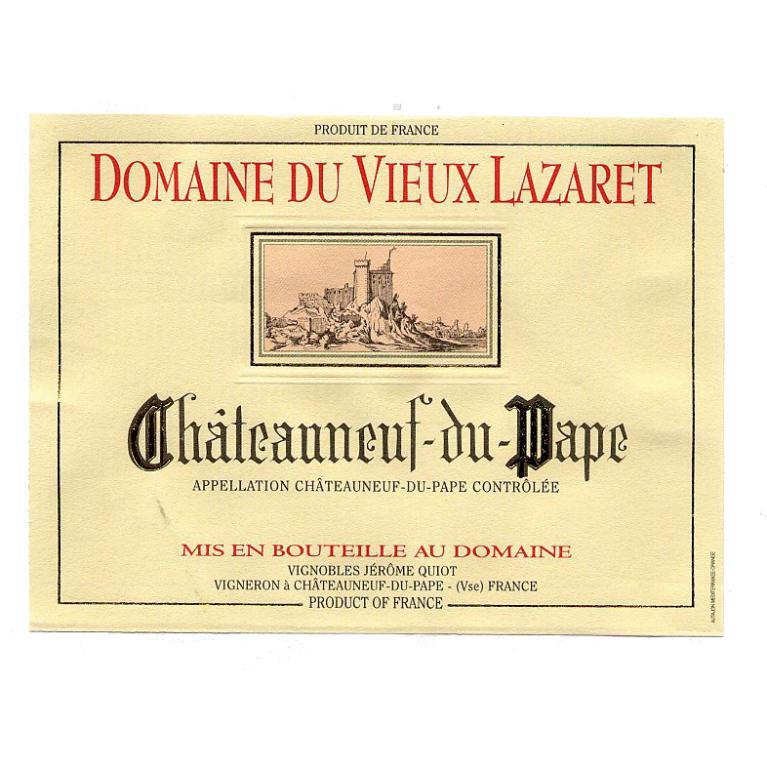 PRODUIT DE FRANCE
DOMAINE DU VIEUX LAZARET
Châteauneuf-du-Pape
APPELLATION CHÂTEAUNEUF-DU-PAPE CONTRÔLÉE
MIS EN BOUTEILLE AU DOMAINE
VIGNOBLES JÉRÔME QUIOT
VIGNERON à CHÂTEAUNEUF-DU-PAPE - (Vse) FRANCE
PRODUCT OF FRANCE